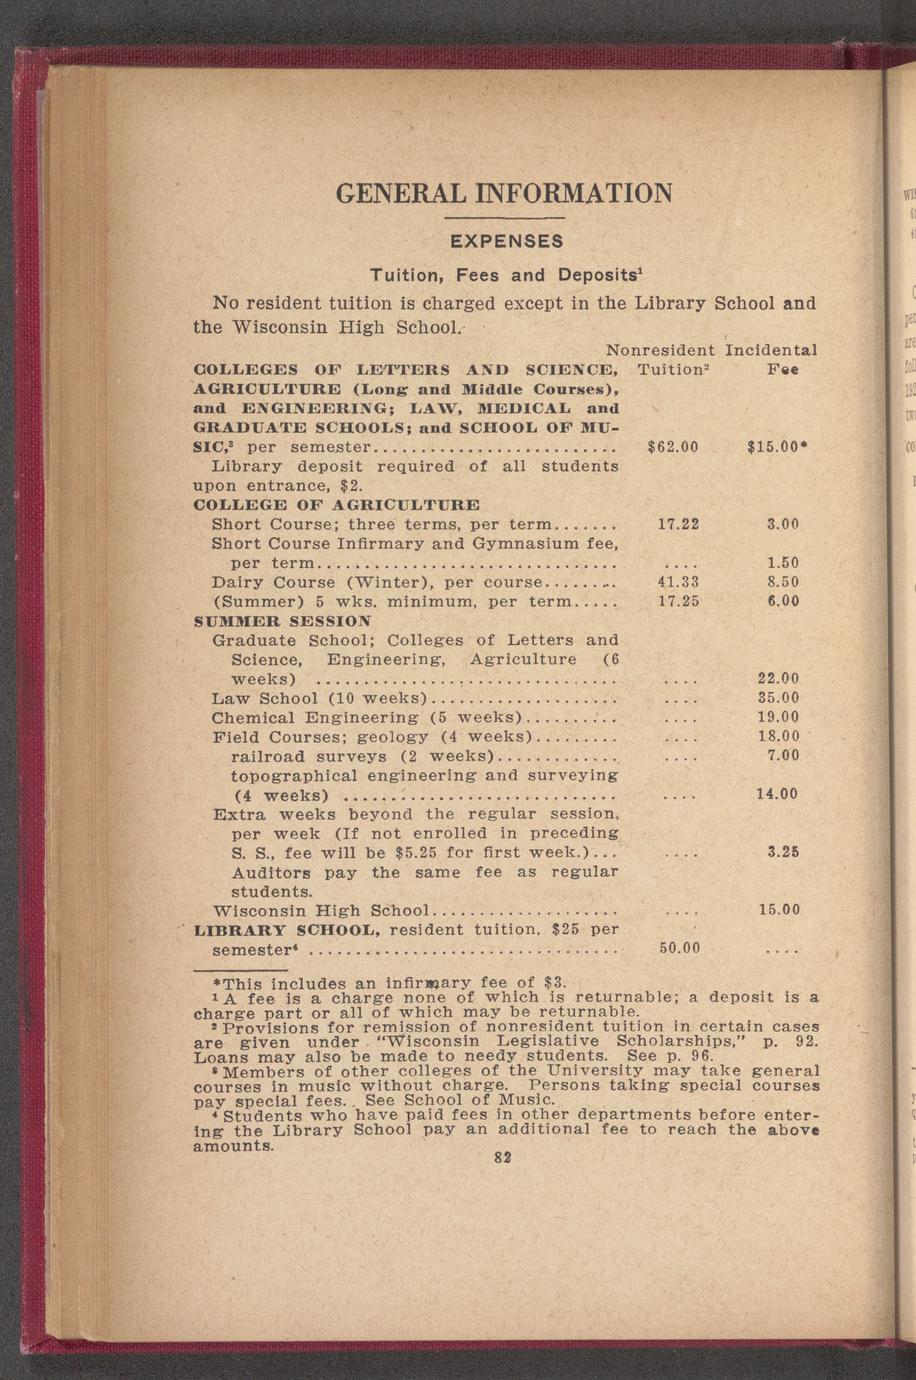 GENERAL INFORMATION
EXPENSES
Tuition, Fees and Deposits¹
No resident tuition is charged except in the Library School and
the Wisconsin High School.
Nonresident Incidental
COLLEGES OF LETTERS AND SCIENCE, Tuition² Fee
AGRICULTURE (Long and Middle Courses),
and ENGINEERING; LAW, MEDICAL and
GRADUATE SCHOOLS; and SCHOOL OF MU-
SIC,³ per semester.......................... $62.00 $15.00*
Library deposit required of all students
upon entrance, $2.
COLLEGE OF AGRICULTURE
Short Course; three terms, per term....... 17.22 3.00
Short Course Infirmary and Gymnasium fee,
per term................................ .... 1.50
Dairy Course (Winter), per course........ 41.33 8.50
(Summer) 5 wks. minimum, per term..... 17.25 6.00
SUMMER SESSION
Graduate School; Colleges of Letters and
Science, Engineering, Agriculture (6
weeks) ................................ .... 22.00
Law School (10 weeks).................... .... 35.00
Chemical Engineering (5 weeks).......... .... 19.00
Field Courses; geology (4 weeks)......... .... 18.00
railroad surveys (2 weeks)............. .... 7.00
topographical engineering and surveying
(4 weeks) ............................. .... 14.00
Extra weeks beyond the regular session,
per week (If not enrolled in preceding
S. S., fee will be $5.25 for first week.)... .... 3.25
Auditors pay the same fee as regular
students.
Wisconsin High School.................... .... 15.00
LIBRARY SCHOOL, resident tuition, $25 per
semester⁴ ................................. 50.00 ....
*This includes an infirmary fee of $3.
¹ A fee is a charge none of which is returnable; a deposit is a
charge part or all of which may be returnable.
² Provisions for remission of nonresident tuition in certain cases
are given under "Wisconsin Legislative Scholarships," p. 92.
Loans may also be made to needy students. See p. 96.
³ Members of other colleges of the University may take general
courses in music without charge. Persons taking special courses
pay special fees. See School of Music.
⁴ Students who have paid fees in other departments before enter-
ing the Library School pay an additional fee to reach the above
amounts.
82